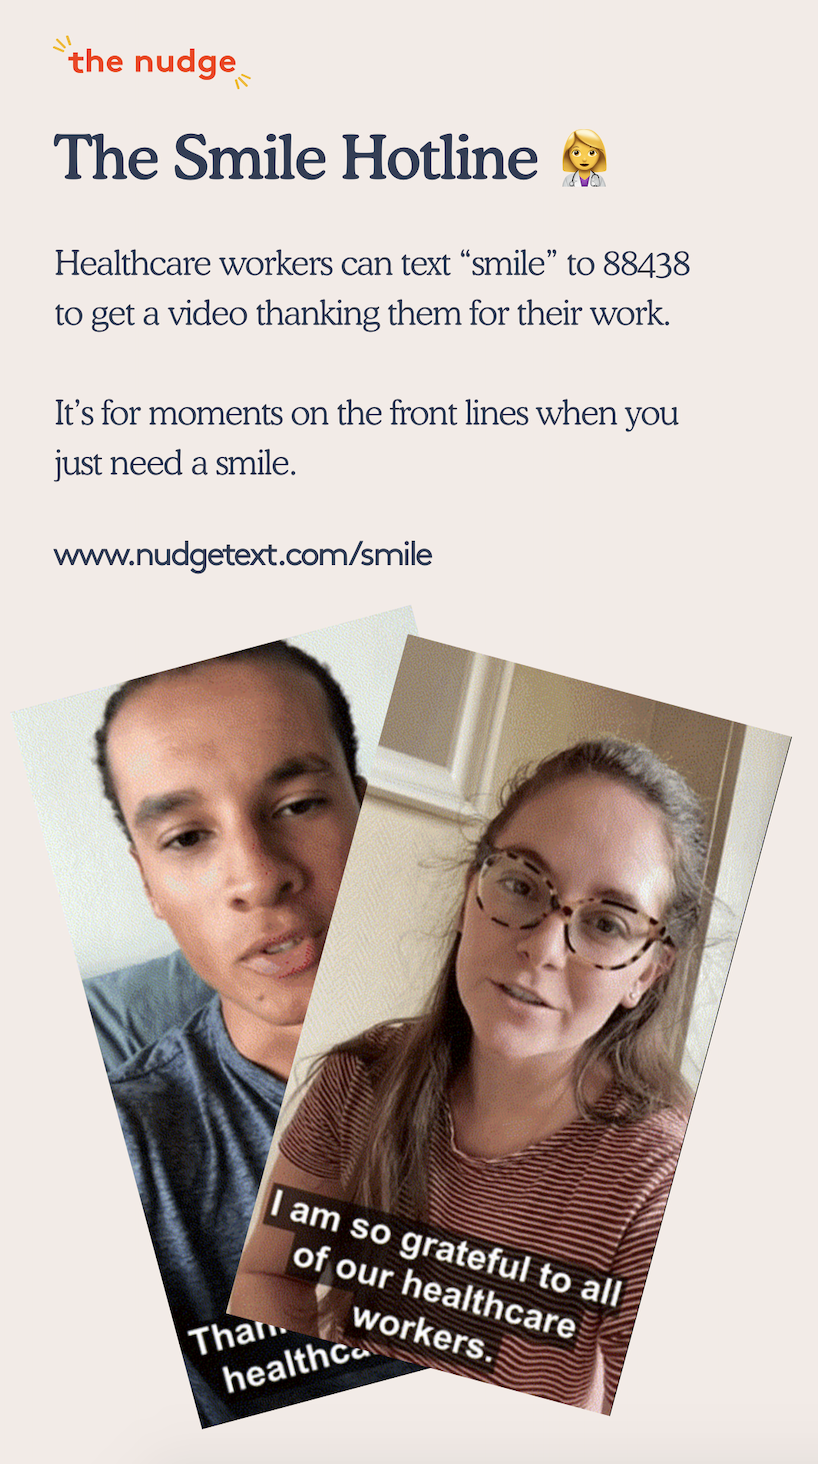 the nudge
The Smile Hotline 👩‍⚕️
Healthcare workers can text “smile” to 88438
to get a video thanking them for their work.
It’s for moments on the front lines when you
just need a smile.
www.nudgetext.com/smile
I am so grateful to all
of our healthcare
workers.